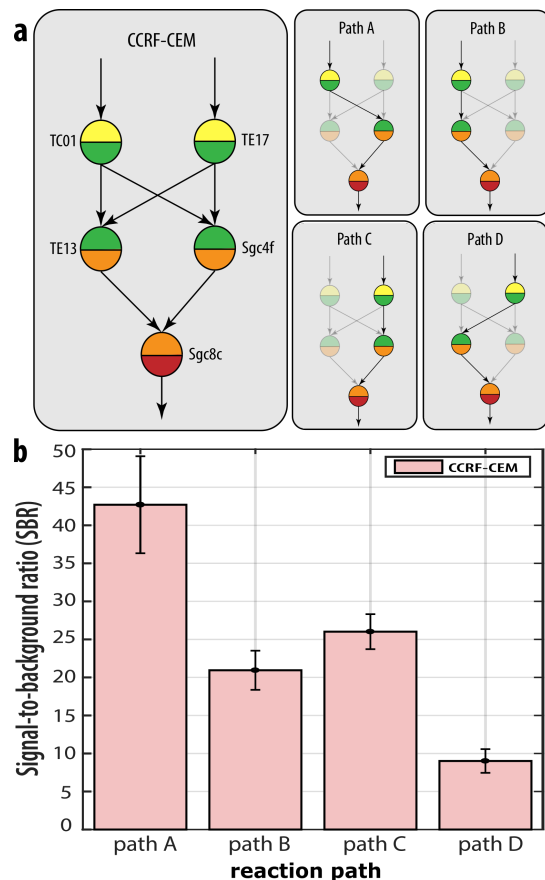 a
CCRF-CEM
TC01
TE17
TE13
Sgc4f
Sgc8c
Path A
Path B
Path C
Path D
b
Signal-to-background ratio (SBR)
50
45
40
35
30
25
20
15
10
5
0
CCRF-CEM
path A
path B
path C
path D
reaction path